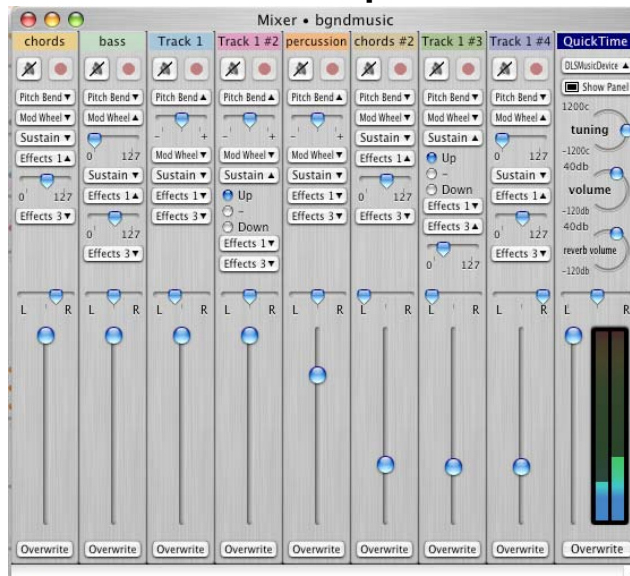 Mixer • bgndmusic
chords bass Track 1 Track 1 #2 percussion chords #2 Track 1 #3 Track 1 #4 QuickTime
DLSMusicDevice ▲
Pitch Bend ▼ Pitch Bend ▼ Pitch Bend ▲ Pitch Bend ▲ Pitch Bend ▲ Pitch Bend ▼ Pitch Bend ▼ Pitch Bend ▼ Show Panel
1200c
Mod Wheel ▼ Mod Wheel ▲ Mod Wheel ▼ Mod Wheel ▼ Mod Wheel ▲
tuning
Sustain ▼ - + - + - + Sustain ▼ Sustain ▲
-1200c
0 127 Up 0 127
Effects 1 ▲ Mod Wheel ▼ Mod Wheel ▼ Mod Wheel ▼ Effects 1 ▲ -
40db
Sustain ▼ Sustain ▼ Sustain ▲ Sustain ▼ Down Sustain ▼
volume
0 127 Effects 1 ▲ Effects 1 ▼ Up Effects 1 ▼ 0 127 Effects 1 ▼ Effects 1 ▲
-
-120db
Effects 3 ▼ Effects 3 ▼ Down Effects 3 ▼ Effects 3 ▼ Effects 3 ▲
40db
0 127 Effects 1 ▼ 0 127
Effects 3 ▼ Effects 3 ▼ Effects 3 ▼
reverb volume
0 127
-120db
L R L R L R L R L R L R L R L R L R
Overwrite Overwrite Overwrite Overwrite Overwrite Overwrite Overwrite Overwrite Overwrite